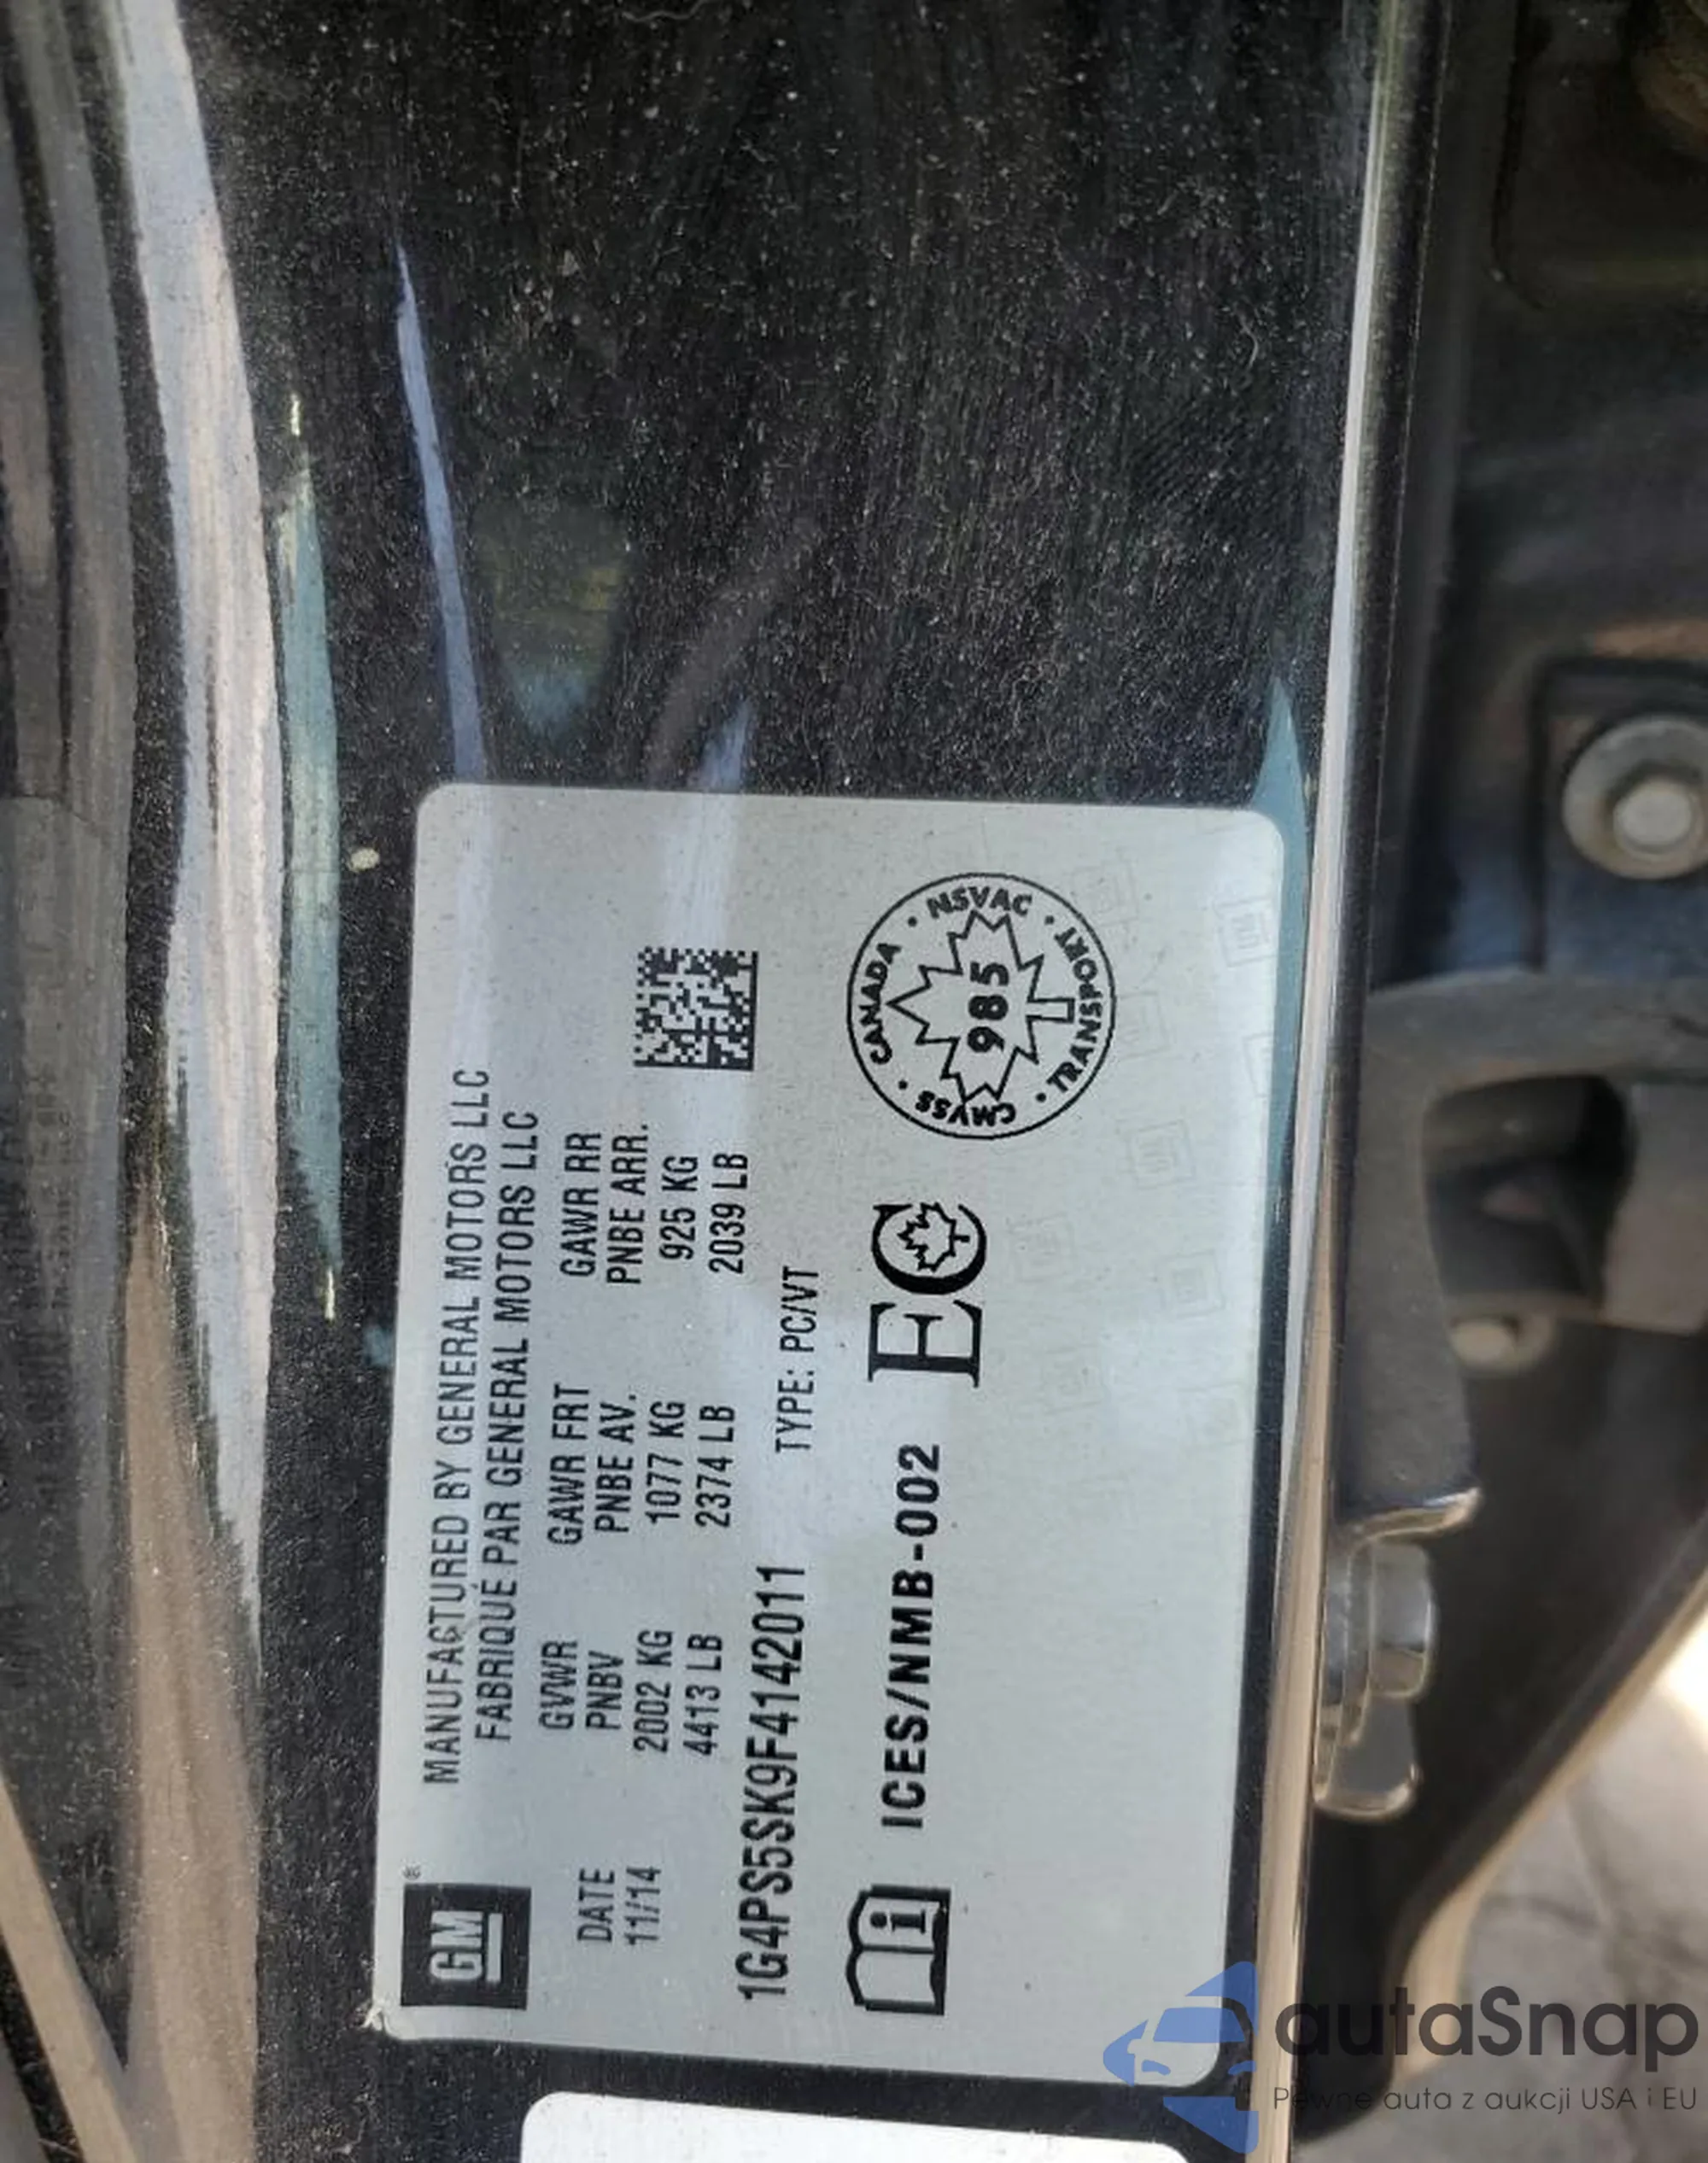 GM
®
MANUFACTURED BY GENERAL MOTORS LLC
FABRIQUÉ PAR GENERAL MOTORS LLC
DATE
11/14
GVWR
PNBV
2002 KG
4413 LB
GAWR FRT
PNBE AV.
1077 KG
2374 LB
GAWR RR
PNBE ARR.
925 KG
2039 LB
1G4PS5SK9F4142011 TYPE: PC/VT
i ICES/NMB-002 EC
CANADA · NSVAC · TRANSPORT · CMVSS ·
985
autaSnap
Pewne auta z aukcji USA i EU